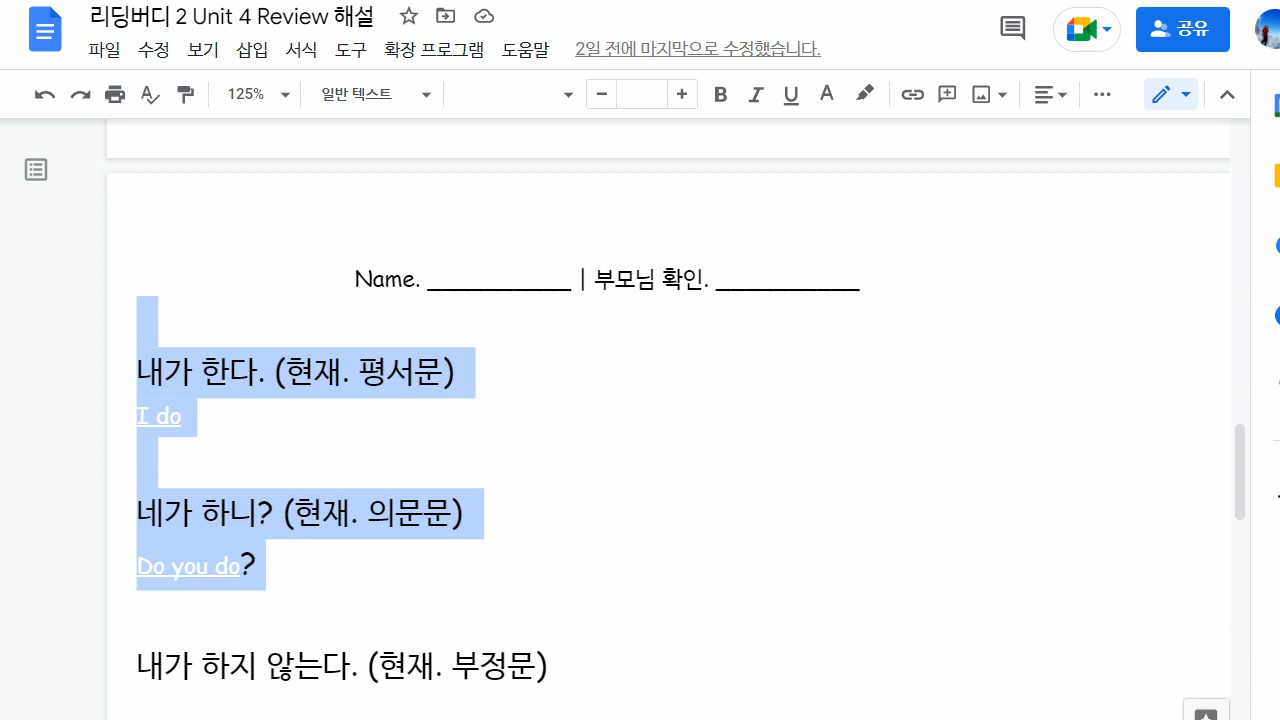 리딩버디 2 Unit 4 Review 해설
파일 수정 보기 삽입 서식 도구 확장 프로그램 도움말 2일 전에 마지막으로 수정했습니다.
공유
125% 일반 텍스트 − + B I U A
Name. ___________ | 부모님 확인. ___________
내가 한다. (현재. 평서문)
I do
네가 하니? (현재. 의문문)
Do you do?
내가 하지 않는다. (현재. 부정문)